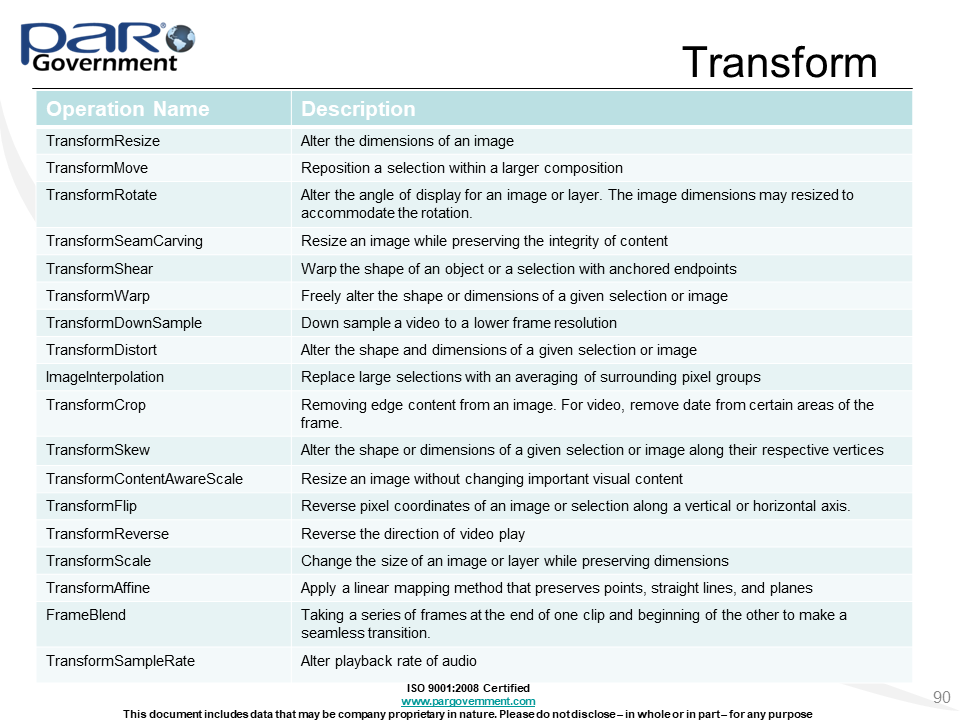 PAR®
Government
Transform
Operation Name Description
TransformResize Alter the dimensions of an image
TransformMove Reposition a selection within a larger composition
TransformRotate Alter the angle of display for an image or layer. The image dimensions may resized to
accommodate the rotation.
TransformSeamCarving Resize an image while preserving the integrity of content
TransformShear Warp the shape of an object or a selection with anchored endpoints
TransformWarp Freely alter the shape or dimensions of a given selection or image
TransformDownSample Down sample a video to a lower frame resolution
TransformDistort Alter the shape and dimensions of a given selection or image
ImageInterpolation Replace large selections with an averaging of surrounding pixel groups
TransformCrop Removing edge content from an image. For video, remove date from certain areas of the
frame.
TransformSkew Alter the shape or dimensions of a given selection or image along their respective vertices
TransformContentAwareScale Resize an image without changing important visual content
TransformFlip Reverse pixel coordinates of an image or selection along a vertical or horizontal axis.
TransformReverse Reverse the direction of video play
TransformScale Change the size of an image or layer while preserving dimensions
TransformAffine Apply a linear mapping method that preserves points, straight lines, and planes
FrameBlend Taking a series of frames at the end of one clip and beginning of the other to make a
seamless transition.
TransformSampleRate Alter playback rate of audio
ISO 9001:2008 Certified
www.pargovernment.com
This document includes data that may be company proprietary in nature. Please do not disclose – in whole or in part – for any purpose
90